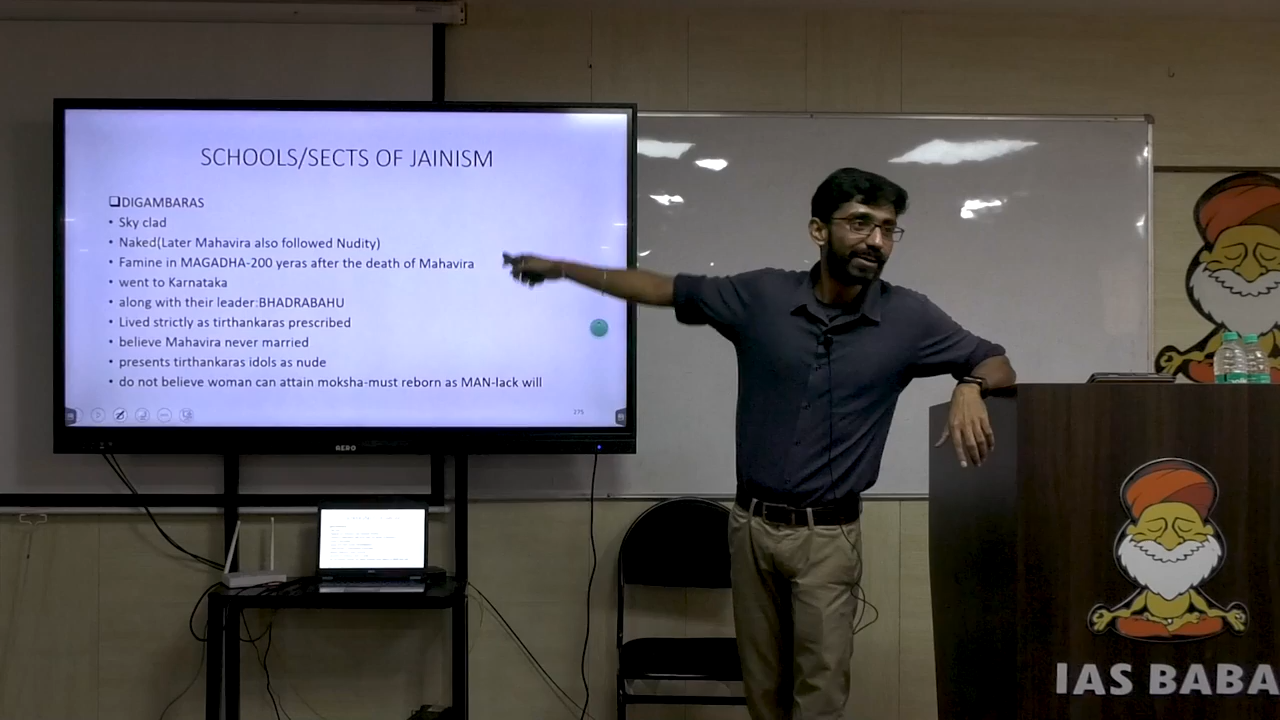 SCHOOLS/SECTS OF JAINISM
DIGAMBARAS
• Sky clad
• Naked(Later Mahavira also followed Nudity)
• Famine in MAGADHA-200 yeras after the death of Mahavira
• went to Karnataka
• along with their leader:BHADRABAHU
• Lived strictly as tirthankaras prescribed
• believe Mahavira never married
• presents tirthankaras idols as nude
• do not believe woman can attain moksha-must reborn as MAN-lack will
275
AERO
IAS BABA